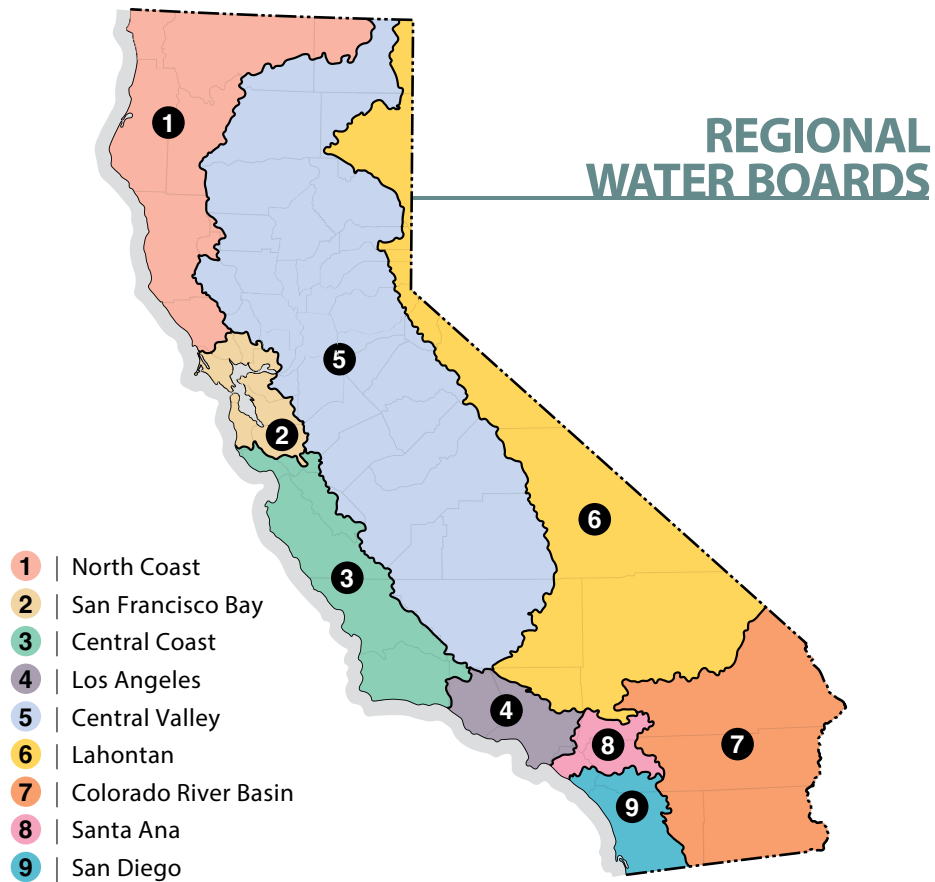 REGIONAL
WATER BOARDS
1
5
2
6
3
4
8
7
9
1 | North Coast
2 | San Francisco Bay
3 | Central Coast
4 | Los Angeles
5 | Central Valley
6 | Lahontan
7 | Colorado River Basin
8 | Santa Ana
9 | San Diego